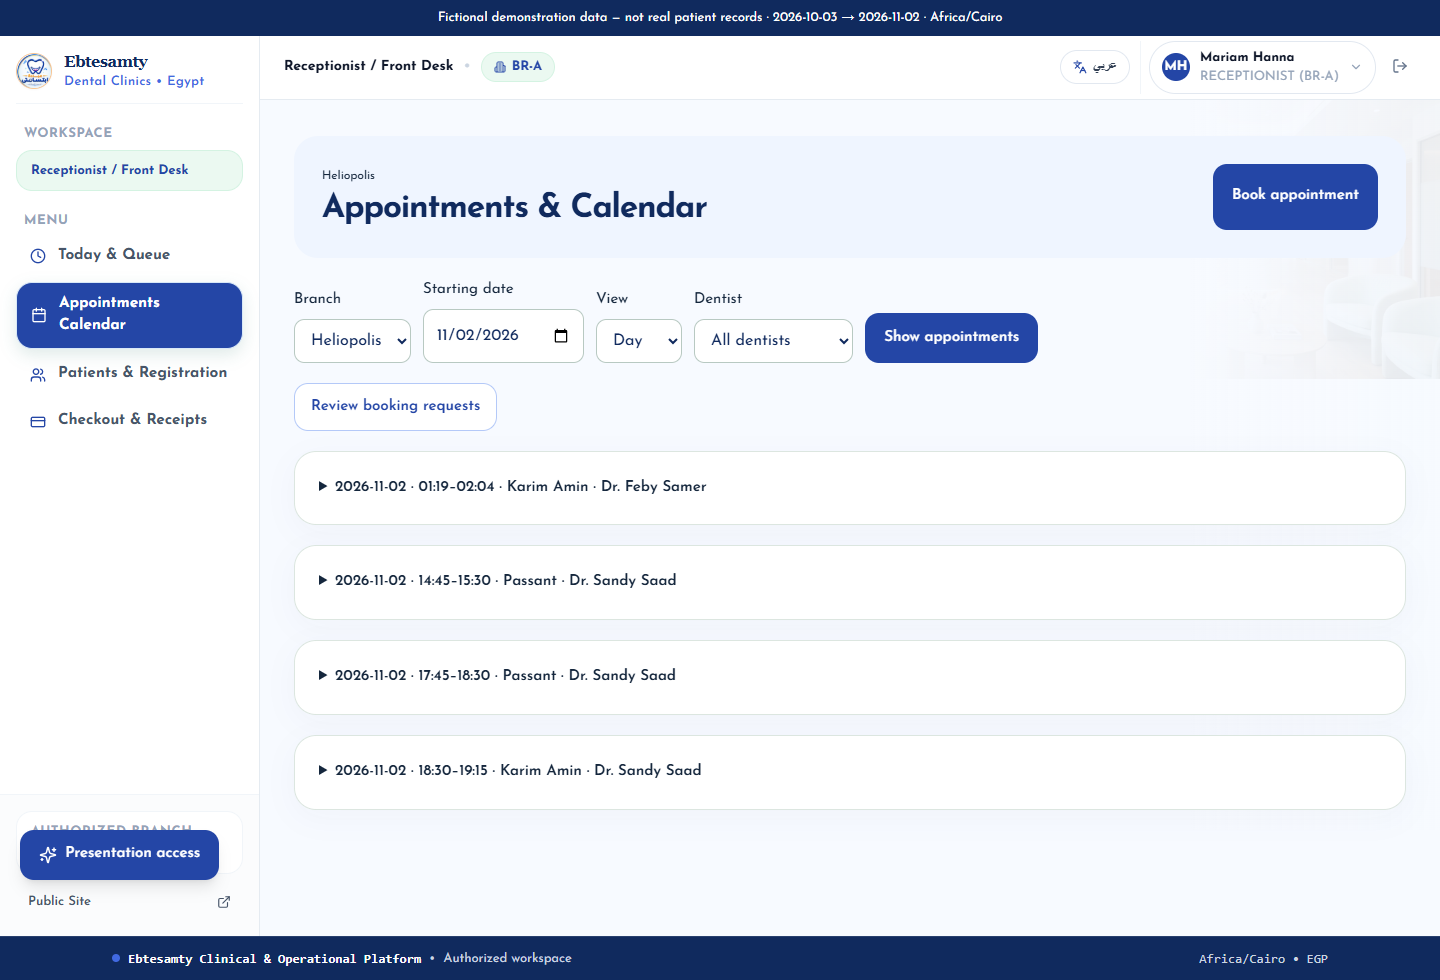 Fictional demonstration data — not real patient records · 2026-10-03 → 2026-11-02 · Africa/Cairo
Ebtesamty
Dental Clinics • Egypt
Receptionist / Front Desk • BR-A
عربي
MH
Mariam Hanna
RECEPTIONIST (BR-A)
WORKSPACE
Receptionist / Front Desk
MENU
Today & Queue
Appointments
Calendar
Patients & Registration
Checkout & Receipts
Heliopolis
Appointments & Calendar
Book appointment
Branch
Starting date
View
Dentist
Heliopolis
11/02/2026
Day
All dentists
Show appointments
Review booking requests
2026-11-02 · 01:19–02:04 · Karim Amin · Dr. Feby Samer
2026-11-02 · 14:45–15:30 · Passant · Dr. Sandy Saad
2026-11-02 · 17:45–18:30 · Passant · Dr. Sandy Saad
2026-11-02 · 18:30–19:15 · Karim Amin · Dr. Sandy Saad
AUTHORIZED BRANCH
Presentation access
Public Site
Ebtesamty Clinical & Operational Platform • Authorized workspace
Africa/Cairo • EGP